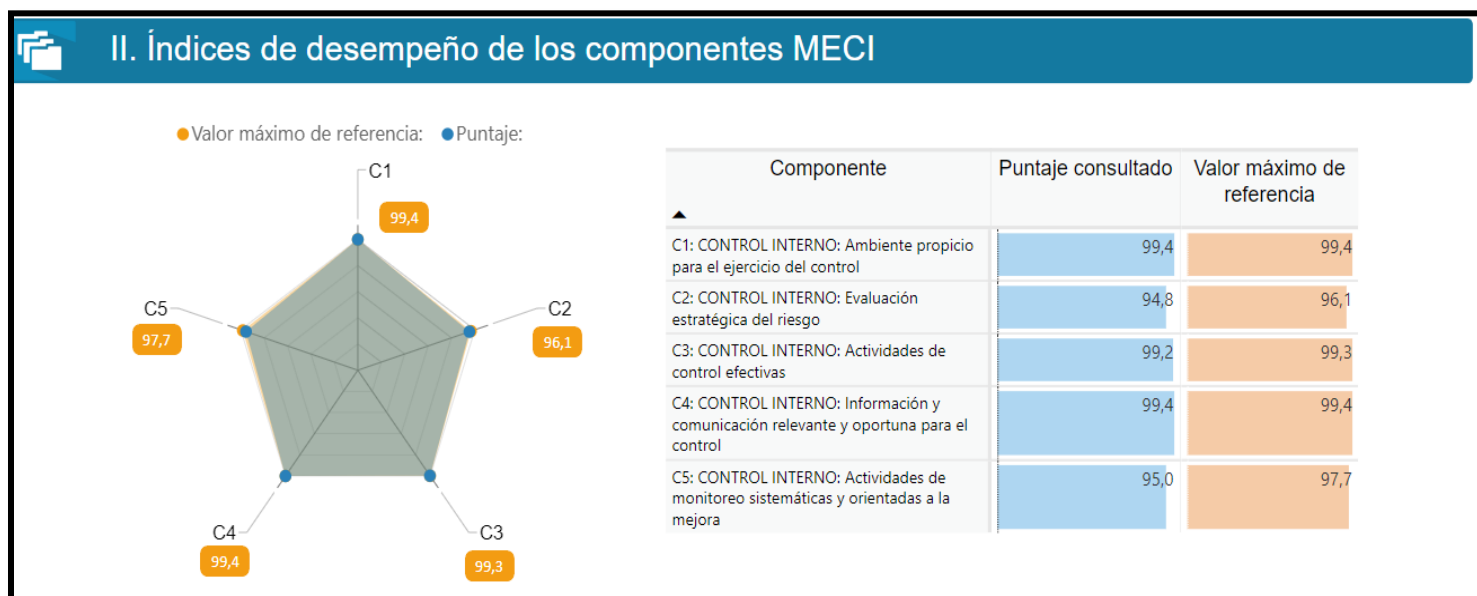 II. Índices de desempeño de los componentes MECI
Valor máximo de referencia: Puntaje:
C1
99,4
C5
C2
97,7
96,1
C4
C3
99,4
99,3
Componente Puntaje consultado Valor máximo de
referencia
C1: CONTROL INTERNO: Ambiente propicio 99,4 99,4
para el ejercicio del control
C2: CONTROL INTERNO: Evaluación 94,8 96,1
estratégica del riesgo
C3: CONTROL INTERNO: Actividades de 99,2 99,3
control efectivas
C4: CONTROL INTERNO: Información y 99,4 99,4
comunicación relevante y oportuna para el
control
C5: CONTROL INTERNO: Actividades de 95,0 97,7
monitoreo sistemáticas y orientadas a la
mejora